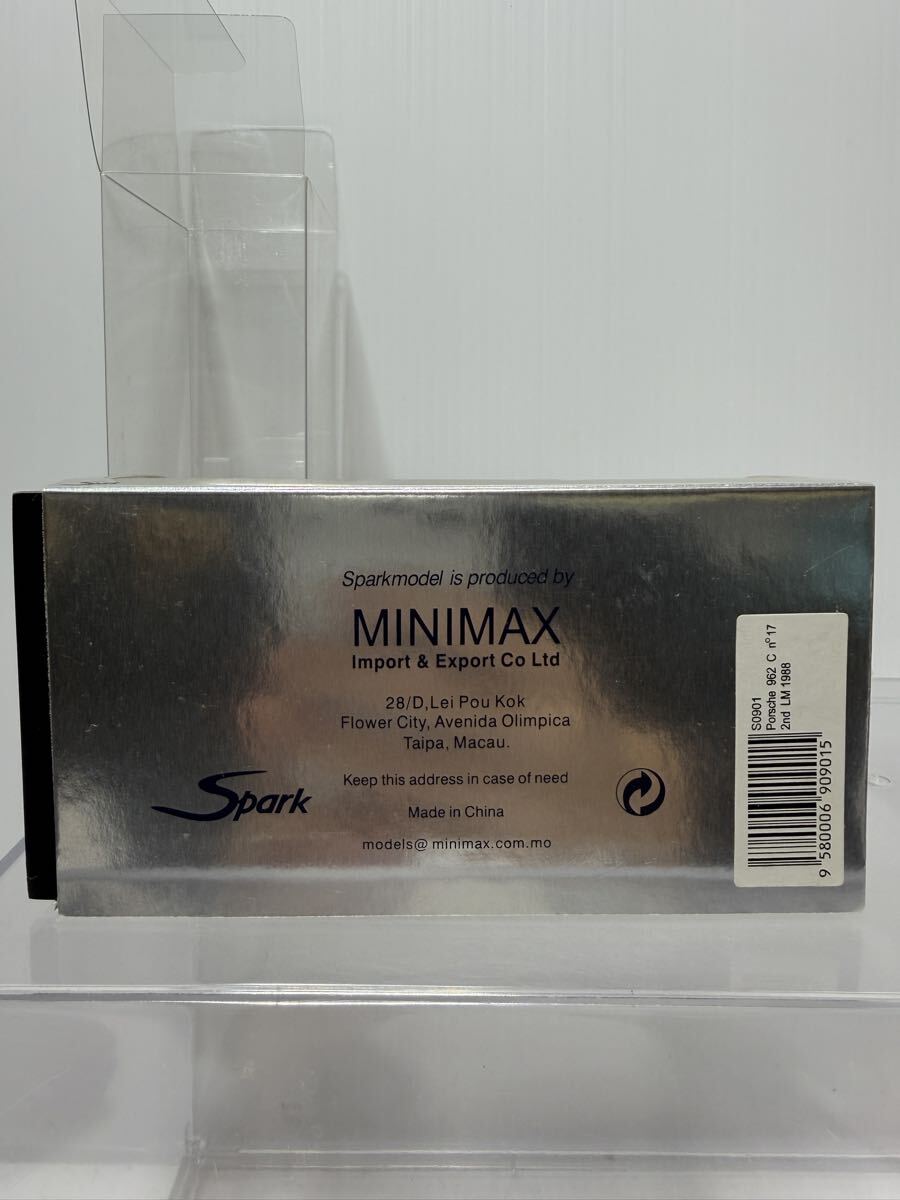 Sparkmodel is produced by
MINIMAX
Import & Export Co Ltd
28/D, Lei Pou Kok
Flower City, Avenida Olimpica
Taipa, Macau.
Keep this address in case of need
Made in China
models@ minimax.com.mo
Spark
S0901
Porsche 962 C n°17
2nd LM 1988
9 580006 909015